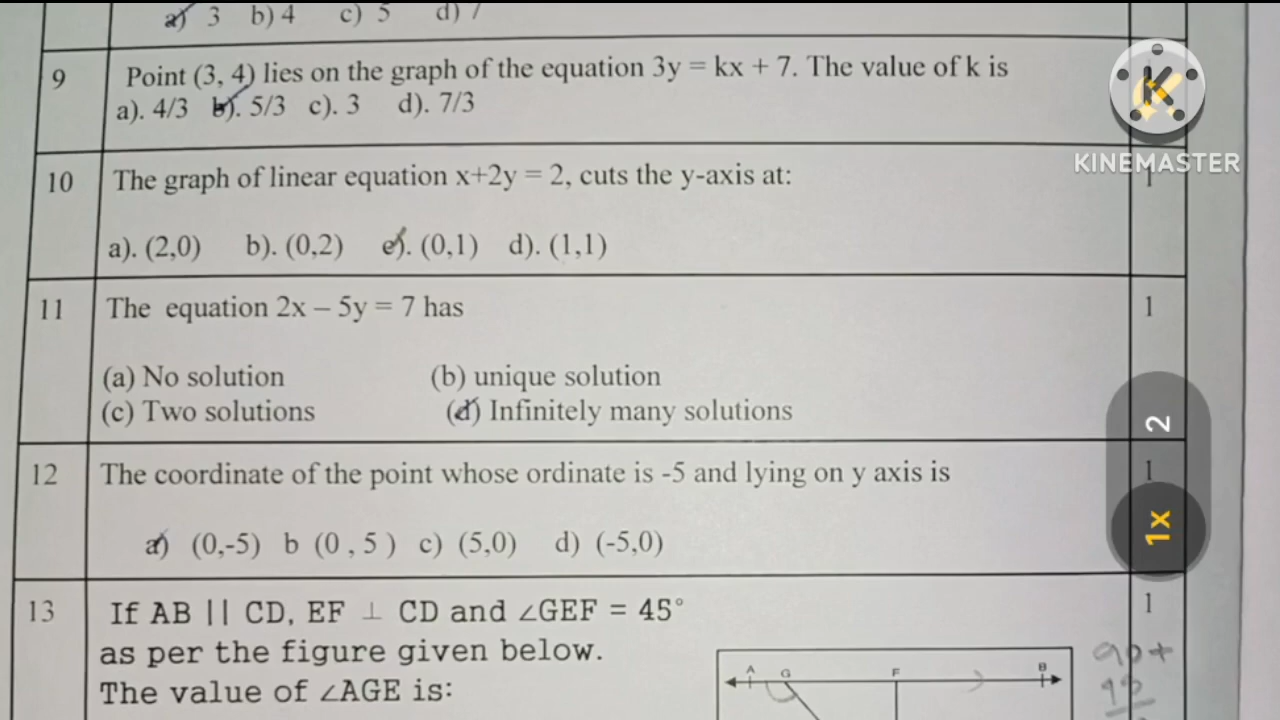 a) 3 b) 4 c) 5 d) 7
9 Point (3, 4) lies on the graph of the equation 3y = kx + 7. The value of k is
a). 4/3 b). 5/3 c). 3 d). 7/3
KINEMASTER
10 The graph of linear equation x+2y = 2, cuts the y-axis at: 1
a). (2,0) b). (0,2) c). (0,1) d). (1,1)
11 The equation 2x – 5y = 7 has 1
(a) No solution (b) unique solution
(c) Two solutions (d) Infinitely many solutions
2
12 The coordinate of the point whose ordinate is -5 and lying on y axis is 1
1x
a) (0,-5) b (0 , 5 ) c) (5,0) d) (-5,0)
13 If AB || CD, EF ⊥ CD and ∠GEF = 45° 1
as per the figure given below.
The value of ∠AGE is:
A G F B
90+